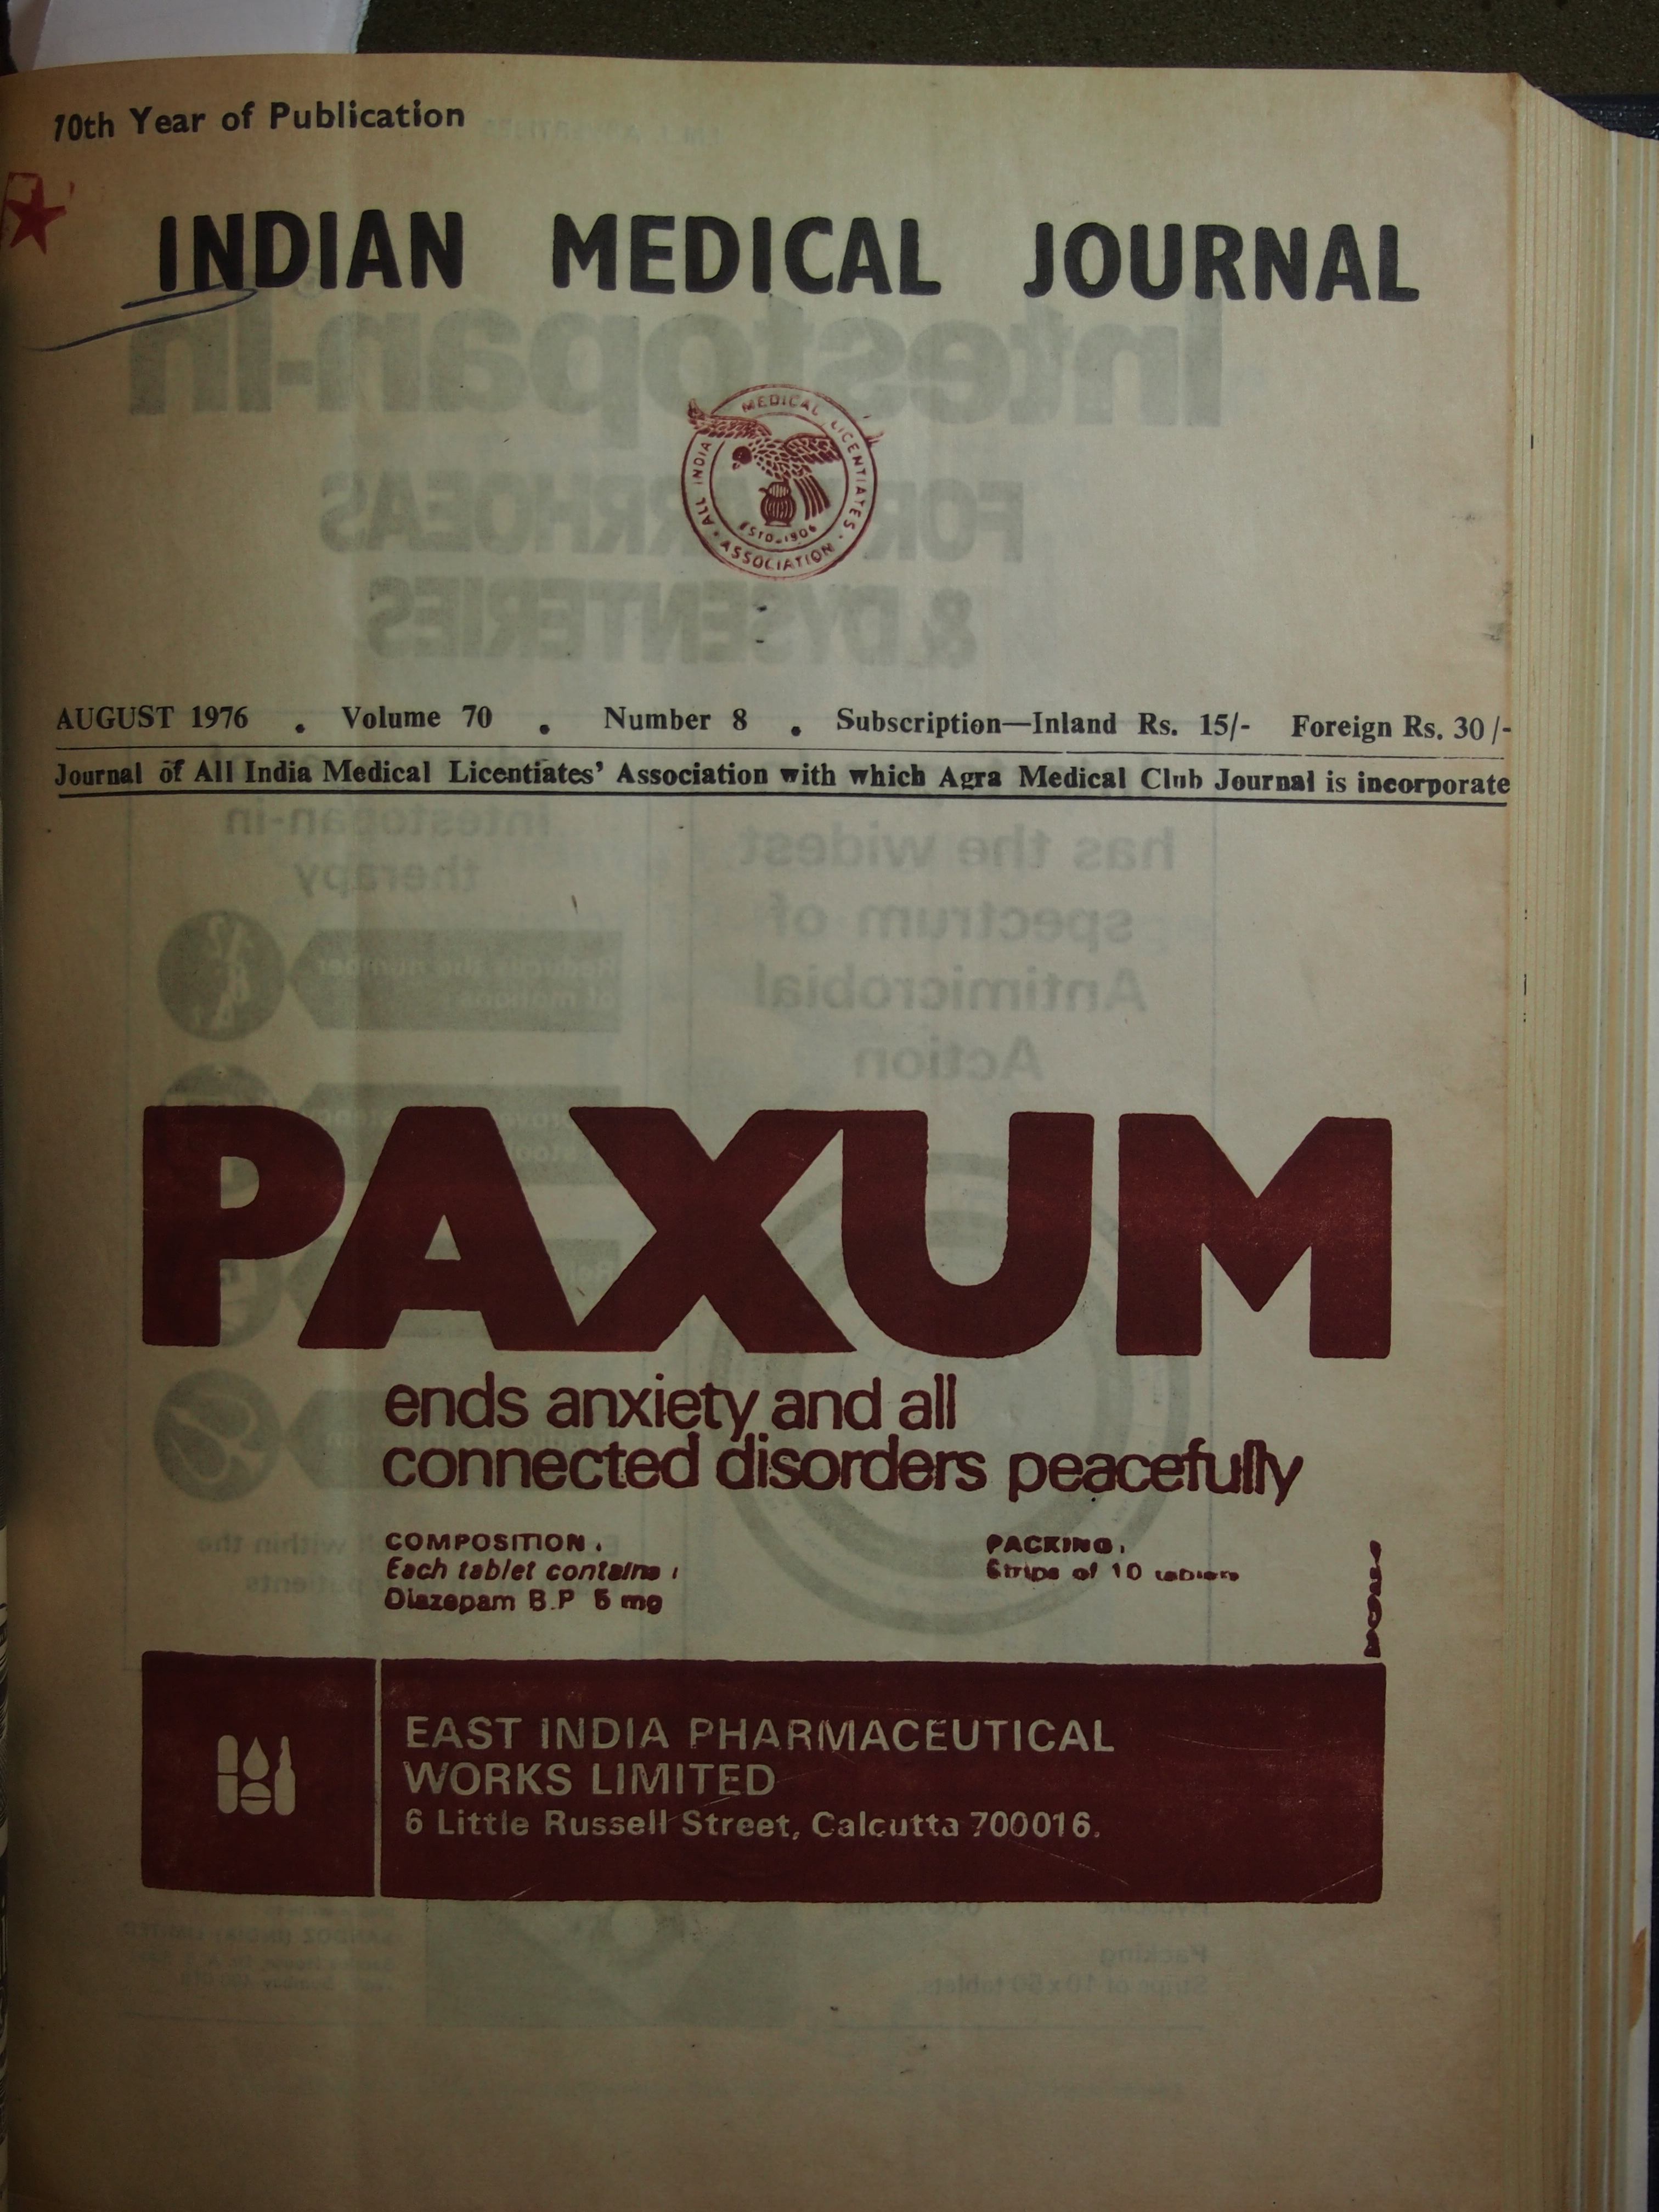 70th Year of Publication
INDIAN MEDICAL JOURNAL
ALL INDIA MEDICAL LICENTIATES · ASSOCIATION ·
ESTD. 1906
AUGUST 1976 . Volume 70 . Number 8 . Subscription—Inland Rs. 15/- Foreign Rs. 30/-
Journal of All India Medical Licentiates' Association with which Agra Medical Club Journal is incorporate
PAXUM
ends anxiety and all
connected disorders peacefully
COMPOSITION.
Each tablet contains:
Diazepam B.P 5 mg
PACKING.
Strips of 10 tablets
EAST INDIA PHARMACEUTICAL
WORKS LIMITED
6 Little Russell Street, Calcutta 700016.